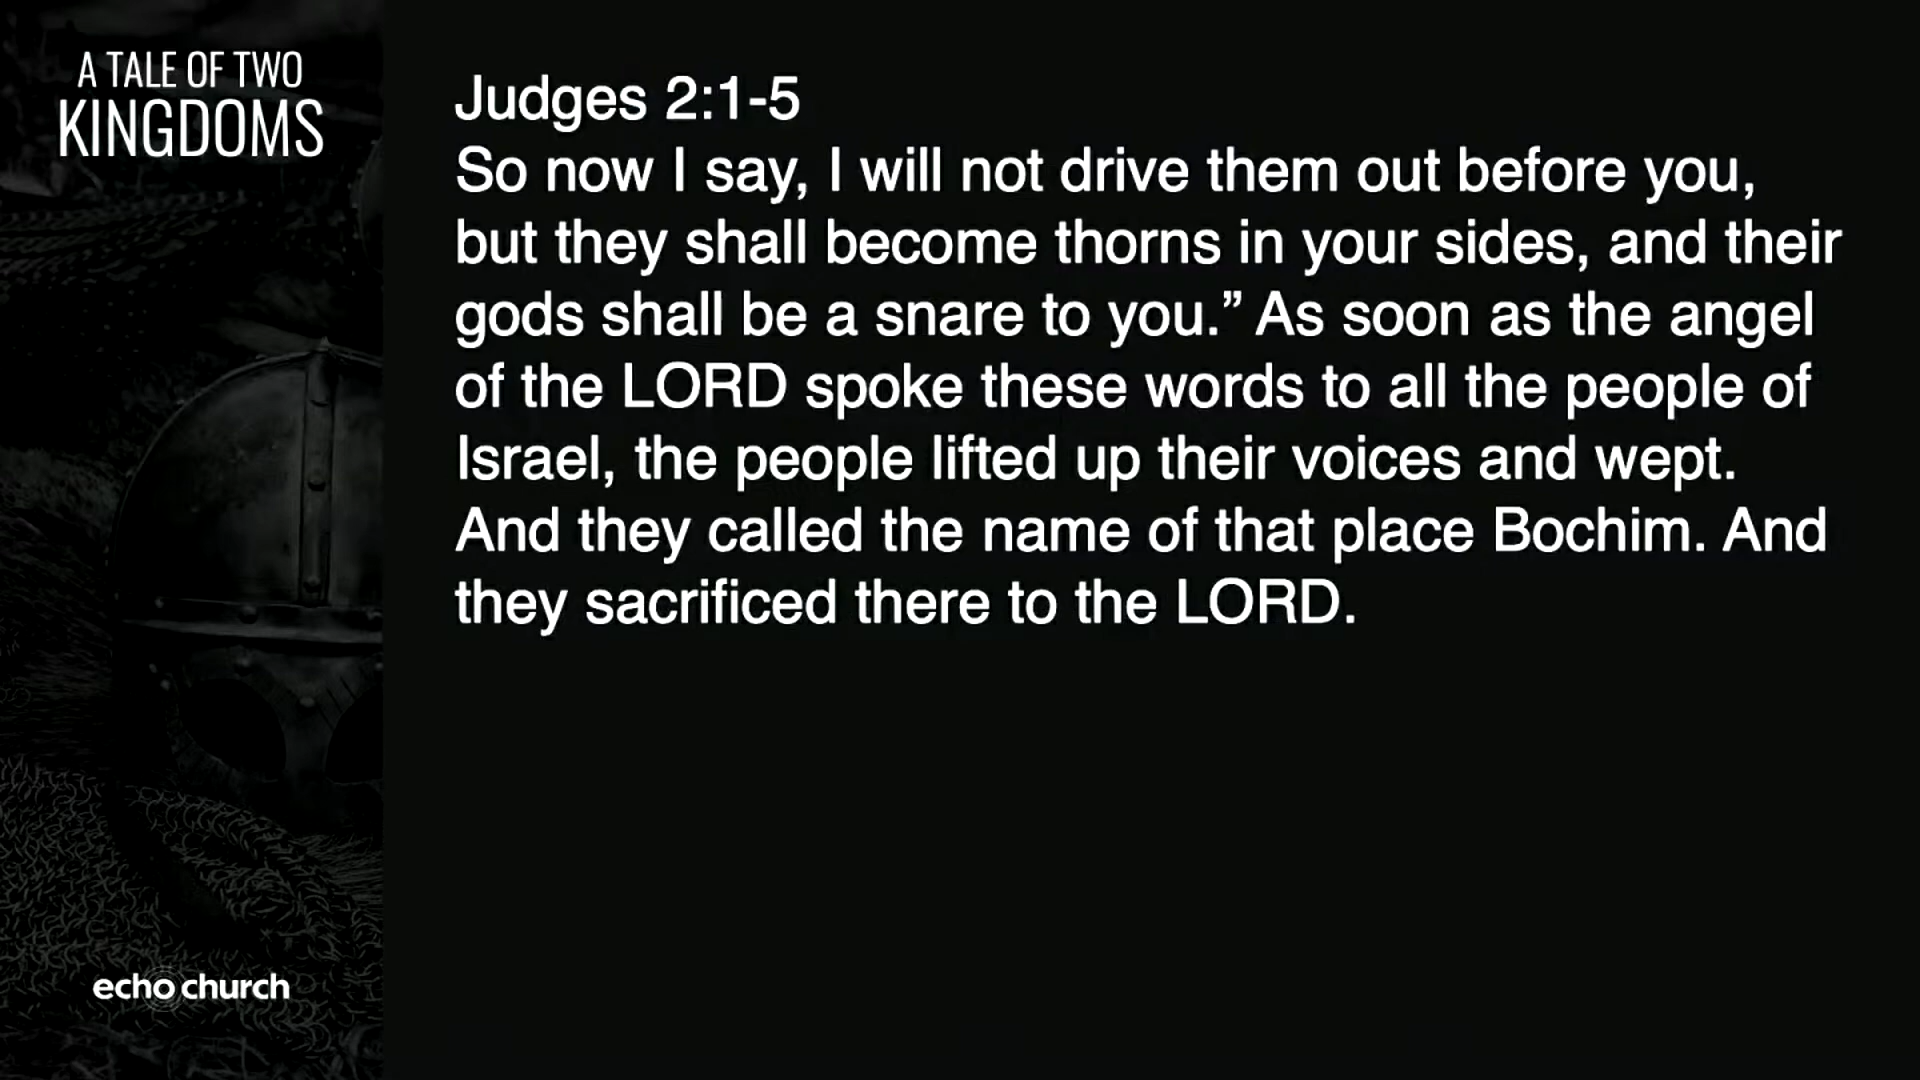 A TALE OF TWO
KINGDOMS
Judges 2:1-5
So now I say, I will not drive them out before you,
but they shall become thorns in your sides, and their
gods shall be a snare to you.” As soon as the angel
of the LORD spoke these words to all the people of
Israel, the people lifted up their voices and wept.
And they called the name of that place Bochim. And
they sacrificed there to the LORD.
echo church